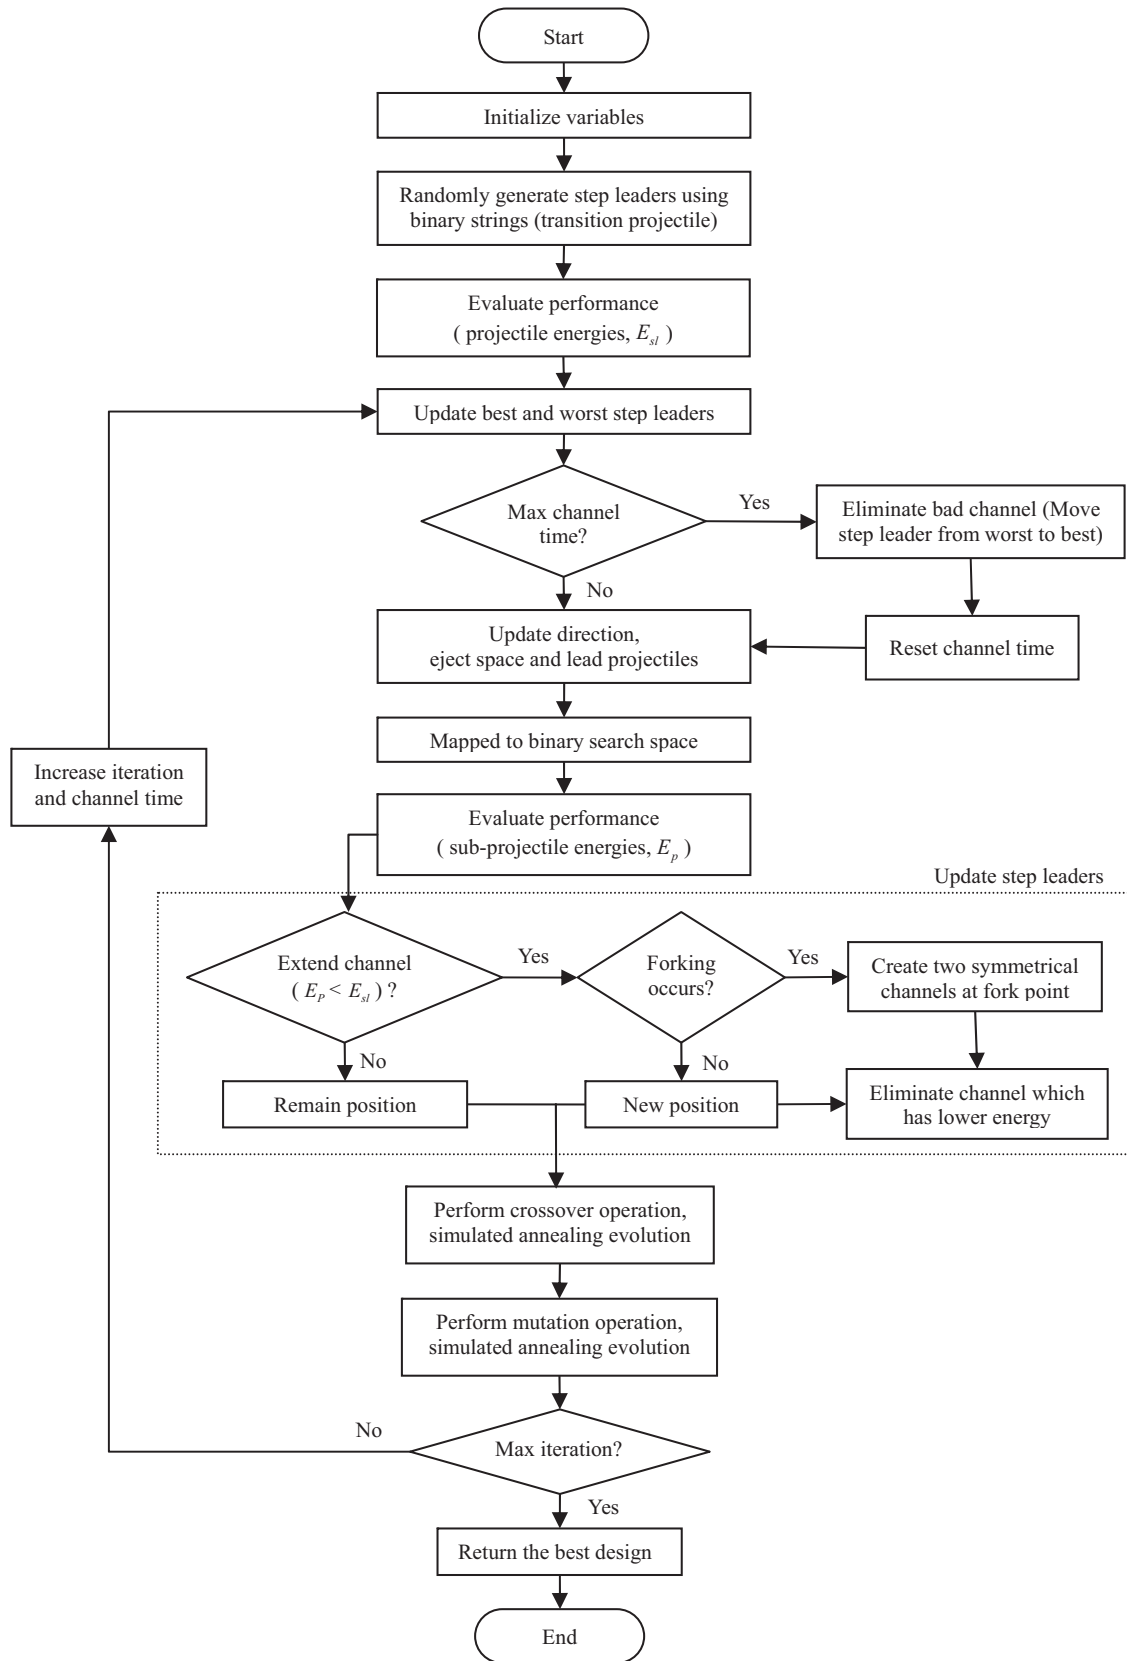 Start
Initialize variables
Randomly generate step leaders using
binary strings (transition projectile)
Evaluate performance
( projectile energies, E_sl )
Update best and worst step leaders
Max channel
time?
Yes
Eliminate bad channel (Move
step leader from worst to best)
No
Reset channel time
Update direction,
eject space and lead projectiles
Mapped to binary search space
Increase iteration
and channel time
Evaluate performance
( sub-projectile energies, E_p )
Update step leaders
Extend channel
( E_P < E_sl ) ?
Yes
Forking
occurs?
Yes
Create two symmetrical
channels at fork point
No
No
Remain position
New position
Eliminate channel which
has lower energy
Perform crossover operation,
simulated annealing evolution
Perform mutation operation,
simulated annealing evolution
No
Max iteration?
Yes
Return the best design
End